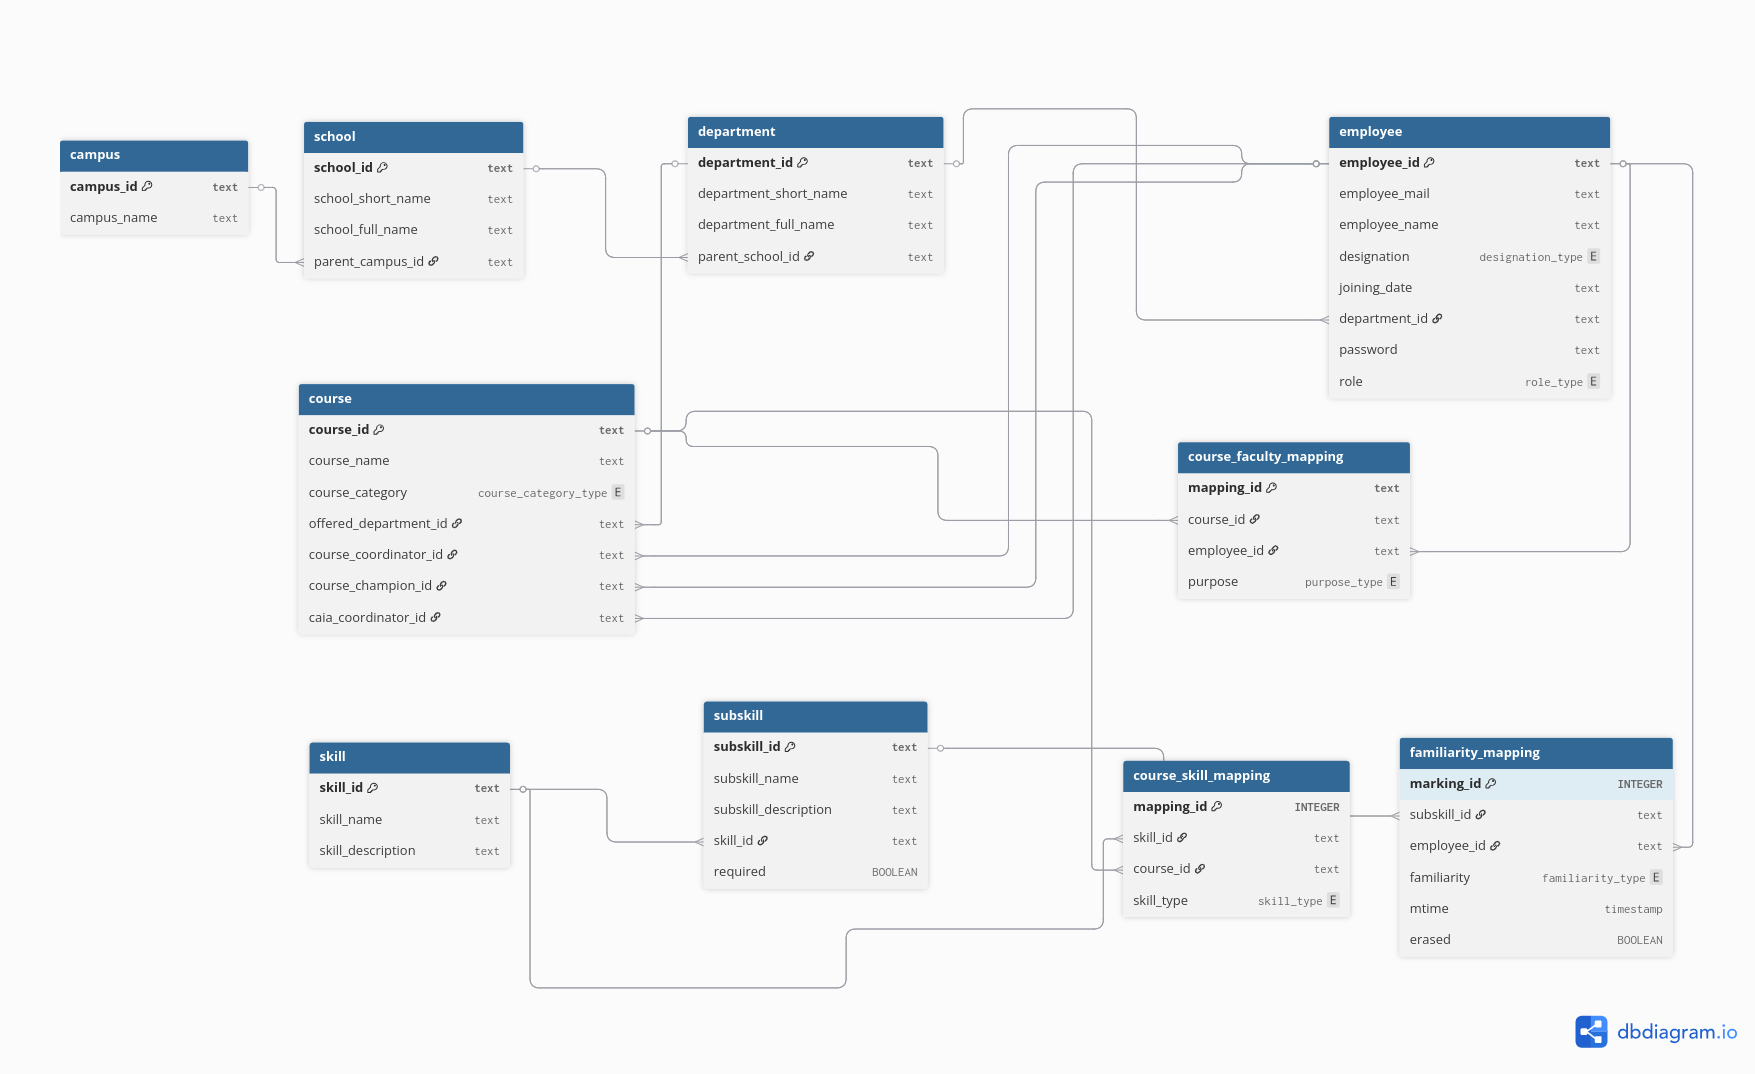 campus
campus_id text
campus_name text
school
school_id text
school_short_name text
school_full_name text
parent_campus_id text
department
department_id text
department_short_name text
department_full_name text
parent_school_id text
employee
employee_id text
employee_mail text
employee_name text
designation designation_type E
joining_date text
department_id text
password text
role role_type E
course
course_id text
course_name text
course_category course_category_type E
offered_department_id text
course_coordinator_id text
course_champion_id text
caia_coordinator_id text
course_faculty_mapping
mapping_id text
course_id text
employee_id text
purpose purpose_type E
skill
skill_id text
skill_name text
skill_description text
subskill
subskill_id text
subskill_name text
subskill_description text
skill_id text
required BOOLEAN
course_skill_mapping
mapping_id INTEGER
skill_id text
course_id text
skill_type skill_type E
familiarity_mapping
marking_id INTEGER
subskill_id text
employee_id text
familiarity familiarity_type E
mtime timestamp
erased BOOLEAN
dbdiagram.io